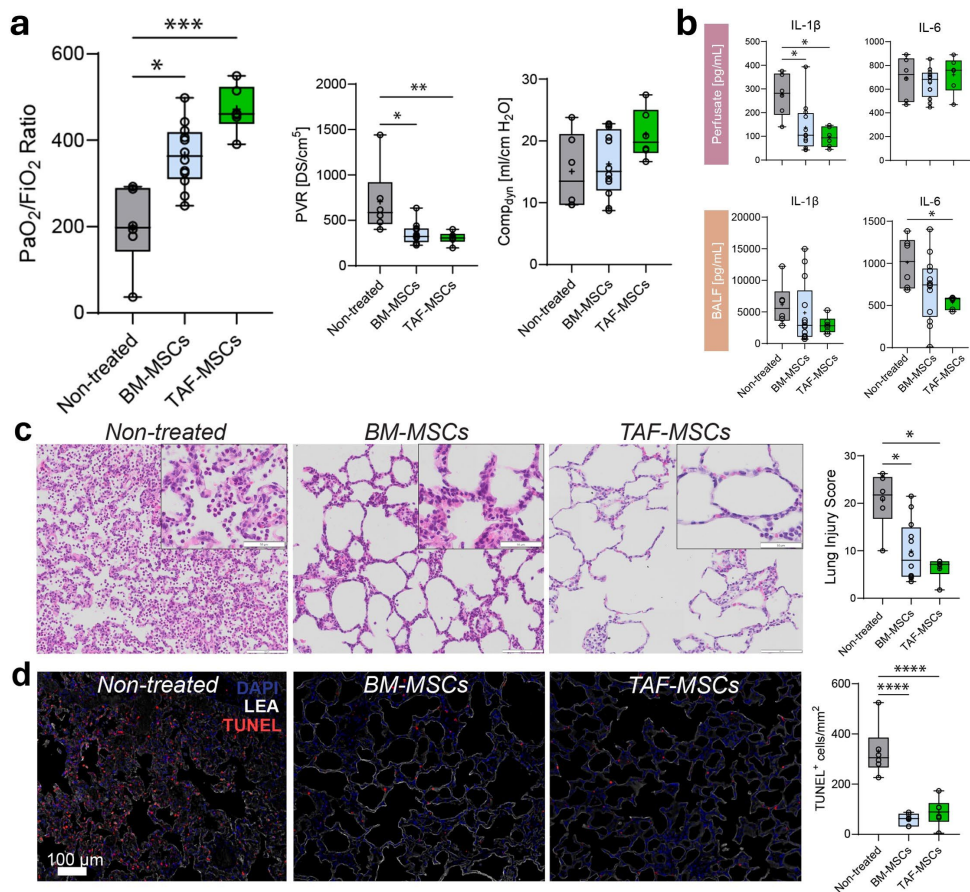 a
***
*
600
400
200
0
PaO₂/FiO₂ Ratio
Non-treated
BM-MSCs
TAF-MSCs
**
*
2000
1500
1000
500
0
PVR [DS/cm⁵]
Non-treated
BM-MSCs
TAF-MSCs
30
20
10
0
Comp_dyn [ml/cm H₂O]
Non-treated
BM-MSCs
TAF-MSCs
b
Perfusate [pg/mL]
IL-1β
*
*
500
400
300
200
100
0
IL-6
1000
800
600
400
200
0
BALF [pg/mL]
IL-1β
20000
15000
10000
5000
0
Non-treated
BM-MSCs
TAF-MSCs
IL-6
*
1500
1000
500
0
Non-treated
BM-MSCs
TAF-MSCs
c
Non-treated
BM-MSCs
TAF-MSCs
*
*
30
20
10
0
Lung Injury Score
Non-treated
BM-MSCs
TAF-MSCs
d
Non-treated
DAPI
LEA
TUNEL
100 µm
BM-MSCs
TAF-MSCs
****
****
600
400
200
0
TUNEL⁺ cells/mm²
Non-treated
BM-MSCs
TAF-MSCs